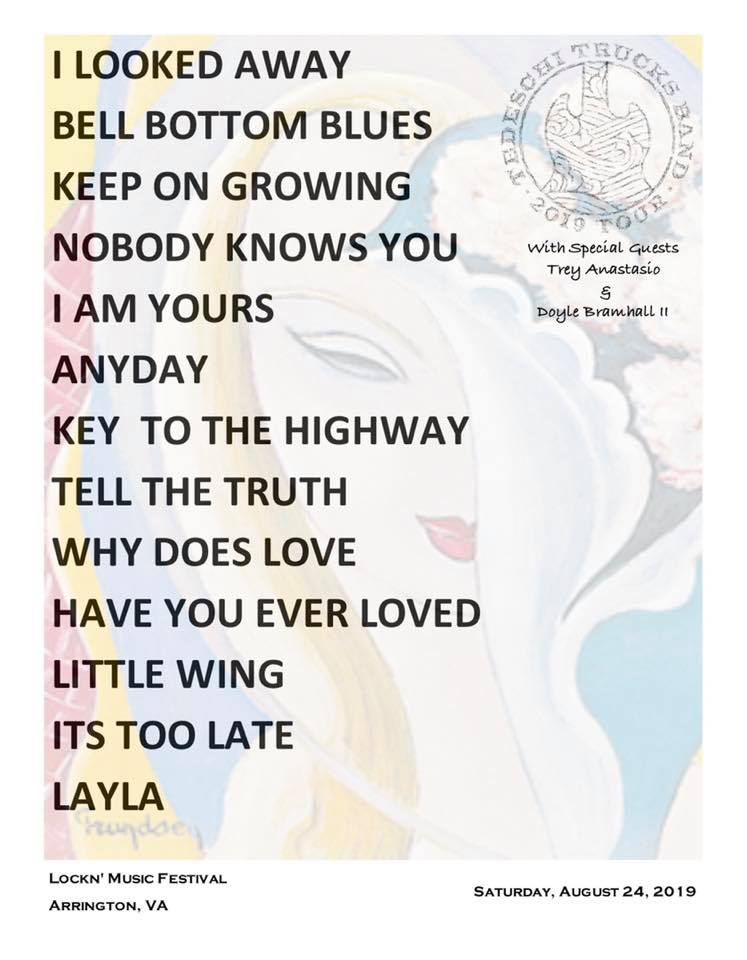 I LOOKED AWAY
BELL BOTTOM BLUES
KEEP ON GROWING
NOBODY KNOWS YOU
I AM YOURS
ANYDAY
KEY  TO THE HIGHWAY
TELL THE TRUTH
WHY DOES LOVE
HAVE YOU EVER LOVED
LITTLE WING
ITS TOO LATE
LAYLA
TEDESCHI TRUCKS BAND
· 2019 TOUR ·
With Special Guests
Trey Anastasio
&
Doyle Bramhall II
LOCKN' MUSIC FESTIVAL
ARRINGTON, VA
SATURDAY, AUGUST 24, 2019